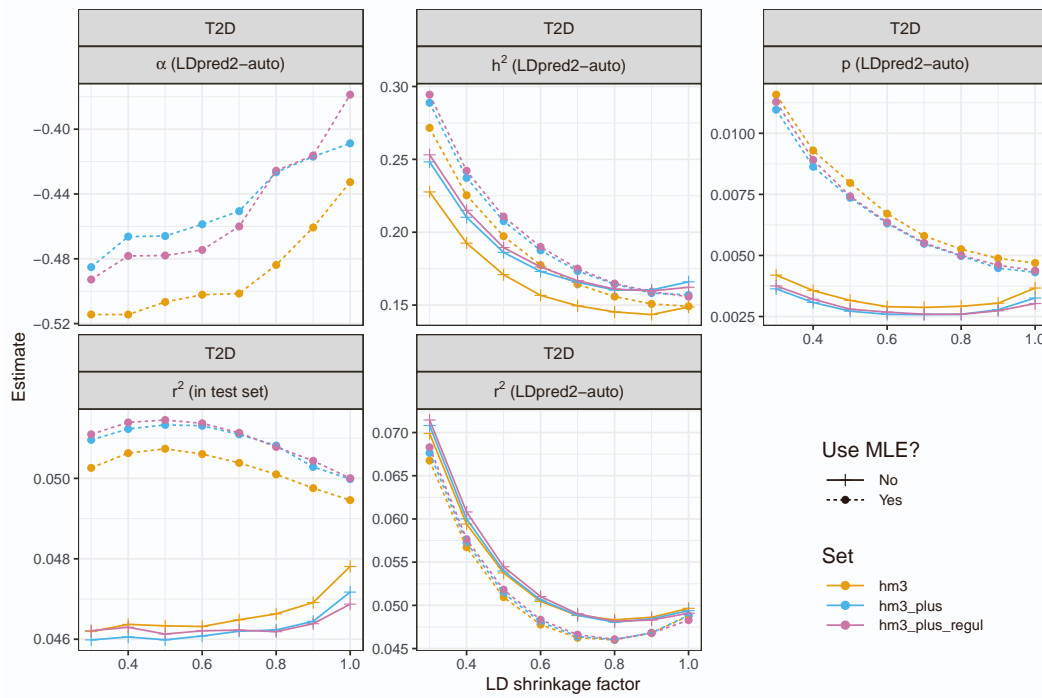 T2D
α (LDpred2−auto)
T2D
h² (LDpred2−auto)
T2D
p (LDpred2−auto)
−0.40
−0.44
−0.48
−0.52
0.30
0.25
0.20
0.15
0.0100
0.0075
0.0050
0.0025
0.4
0.6
0.8
1.0
Estimate
T2D
r² (in test set)
T2D
r² (LDpred2−auto)
0.050
0.048
0.046
0.4
0.6
0.8
1.0
0.070
0.065
0.060
0.055
0.050
0.045
0.4
0.6
0.8
1.0
LD shrinkage factor
Use MLE?
No
Yes
Set
hm3
hm3_plus
hm3_plus_regul